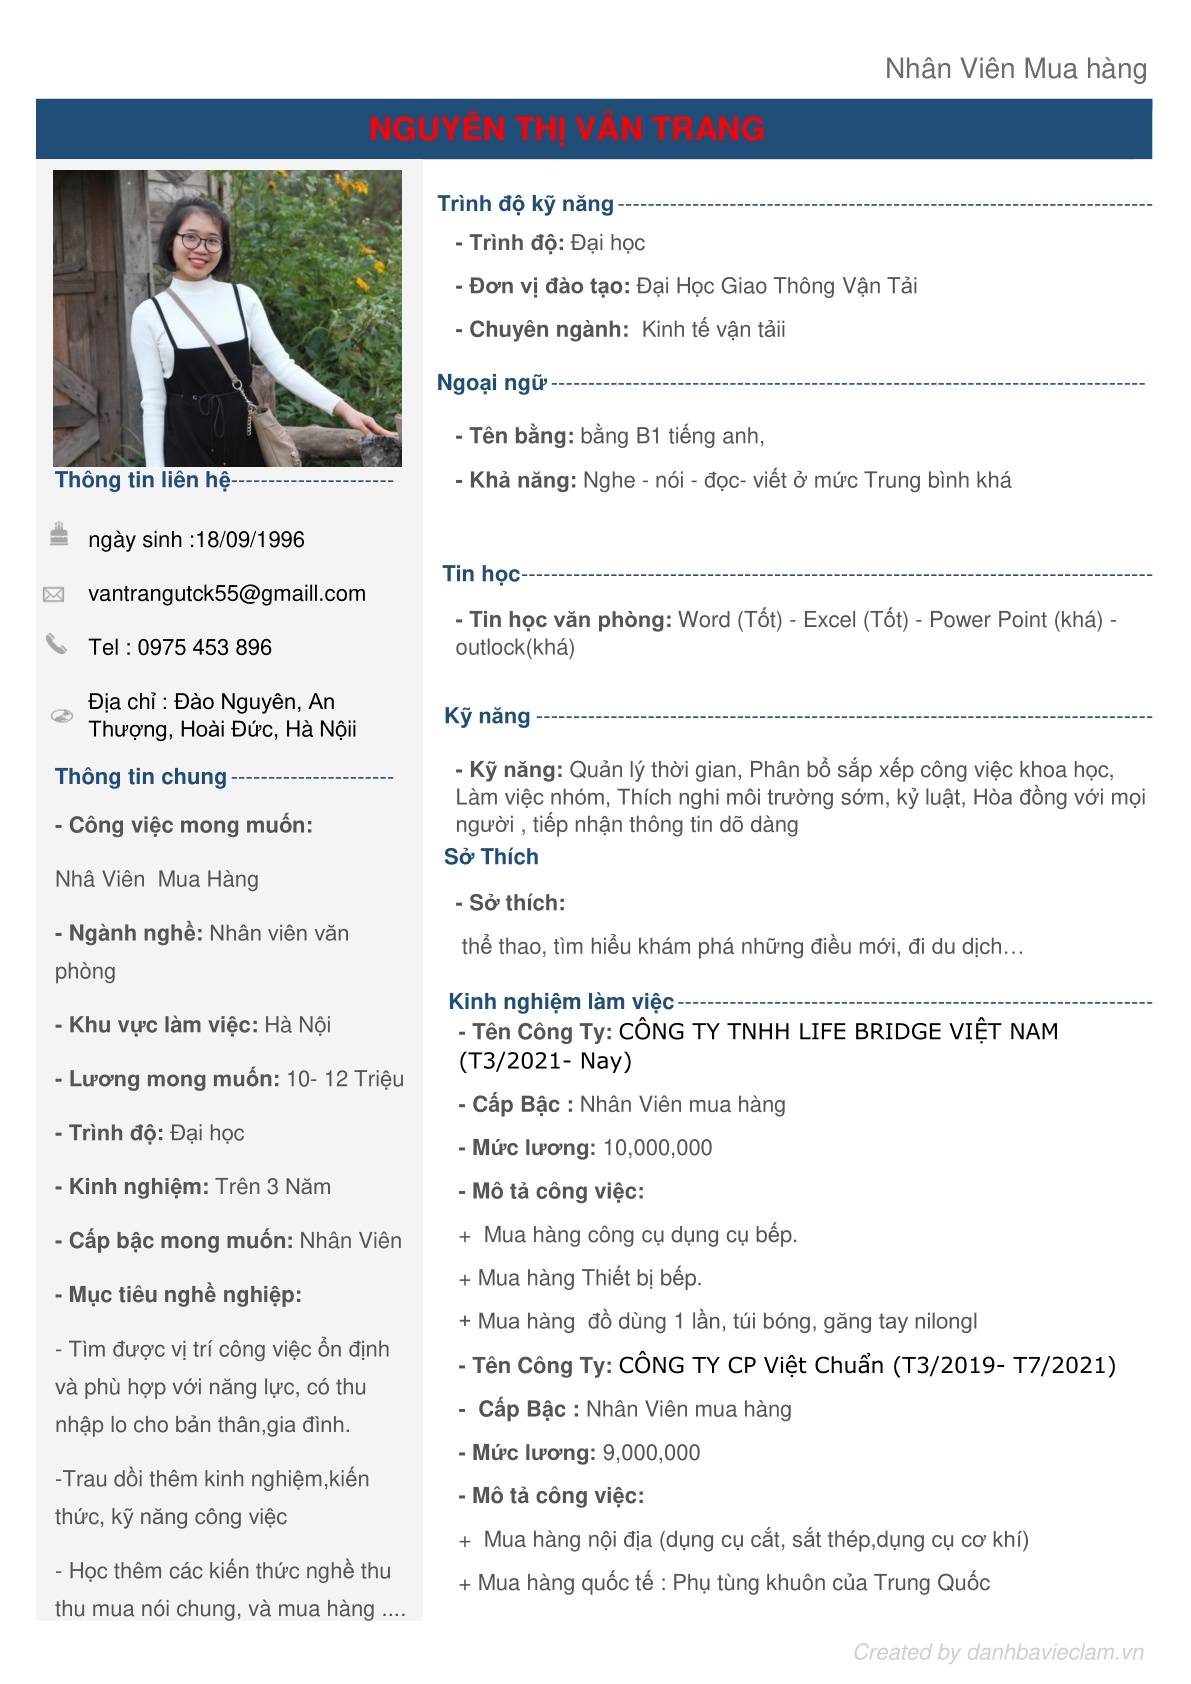 Nhân Viên Mua hàng
NGUYỄN THỊ VÂN TRANG
Thông tin liên hệ----------------------
ngày sinh :18/09/1996
vantrangutck55@gmaill.com
Tel : 0975 453 896
Địa chỉ : Đào Nguyên, An
Thượng, Hoài Đức, Hà Nộii
Thông tin chung ----------------------
- Công việc mong muốn:
Nhâ Viên  Mua Hàng
- Ngành nghề: Nhân viên văn
phòng
- Khu vực làm việc: Hà Nội
- Lương mong muốn: 10- 12 Triệu
- Trình độ: Đại học
- Kinh nghiệm: Trên 3 Năm
- Cấp bậc mong muốn: Nhân Viên
- Mục tiêu nghề nghiệp:
- Tìm được vị trí công việc ổn định
và phù hợp với năng lực, có thu
nhập lo cho bản thân,gia đình.
-Trau dồi thêm kinh nghiệm,kiến
thức, kỹ năng công việc
- Học thêm các kiến thức nghề thu
thu mua nói chung, và mua hàng ....
Trình độ kỹ năng ------------------------------------------------------------------------
- Trình độ: Đại học
- Đơn vị đào tạo: Đại Học Giao Thông Vận Tải
- Chuyên ngành:  Kinh tế vận tảii
Ngoại ngữ --------------------------------------------------------------------------------
- Tên bằng: bằng B1 tiếng anh,
- Khả năng: Nghe - nói - đọc- viết ở mức Trung bình khá
Tin học-------------------------------------------------------------------------------------
- Tin học văn phòng: Word (Tốt) - Excel (Tốt) - Power Point (khá) -
outlock(khá)
Kỹ năng -----------------------------------------------------------------------------------
- Kỹ năng: Quản lý thời gian, Phân bổ sắp xếp công việc khoa học,
Làm việc nhóm, Thích nghi môi trường sớm, kỷ luật, Hòa đồng với mọi
người , tiếp nhận thông tin dõ dàng
Sở Thích
- Sở thích:
thể thao, tìm hiểu khám phá những điều mới, đi du dịch…
Kinh nghiệm làm việc ----------------------------------------------------------------
- Tên Công Ty: CÔNG TY TNHH LIFE BRIDGE VIỆT NAM
(T3/2021- Nay)
- Cấp Bậc : Nhân Viên mua hàng
- Mức lương: 10,000,000
- Mô tả công việc:
+  Mua hàng công cụ dụng cụ bếp.
+ Mua hàng Thiết bị bếp.
+ Mua hàng  đồ dùng 1 lần, túi bóng, găng tay nilongl
- Tên Công Ty: CÔNG TY CP Việt Chuẩn (T3/2019- T7/2021)
-  Cấp Bậc : Nhân Viên mua hàng
- Mức lương: 9,000,000
- Mô tả công việc:
+  Mua hàng nội địa (dụng cụ cắt, sắt thép,dụng cụ cơ khí)
+ Mua hàng quốc tế : Phụ tùng khuôn của Trung Quốc
Created by danhbavieclam.vn